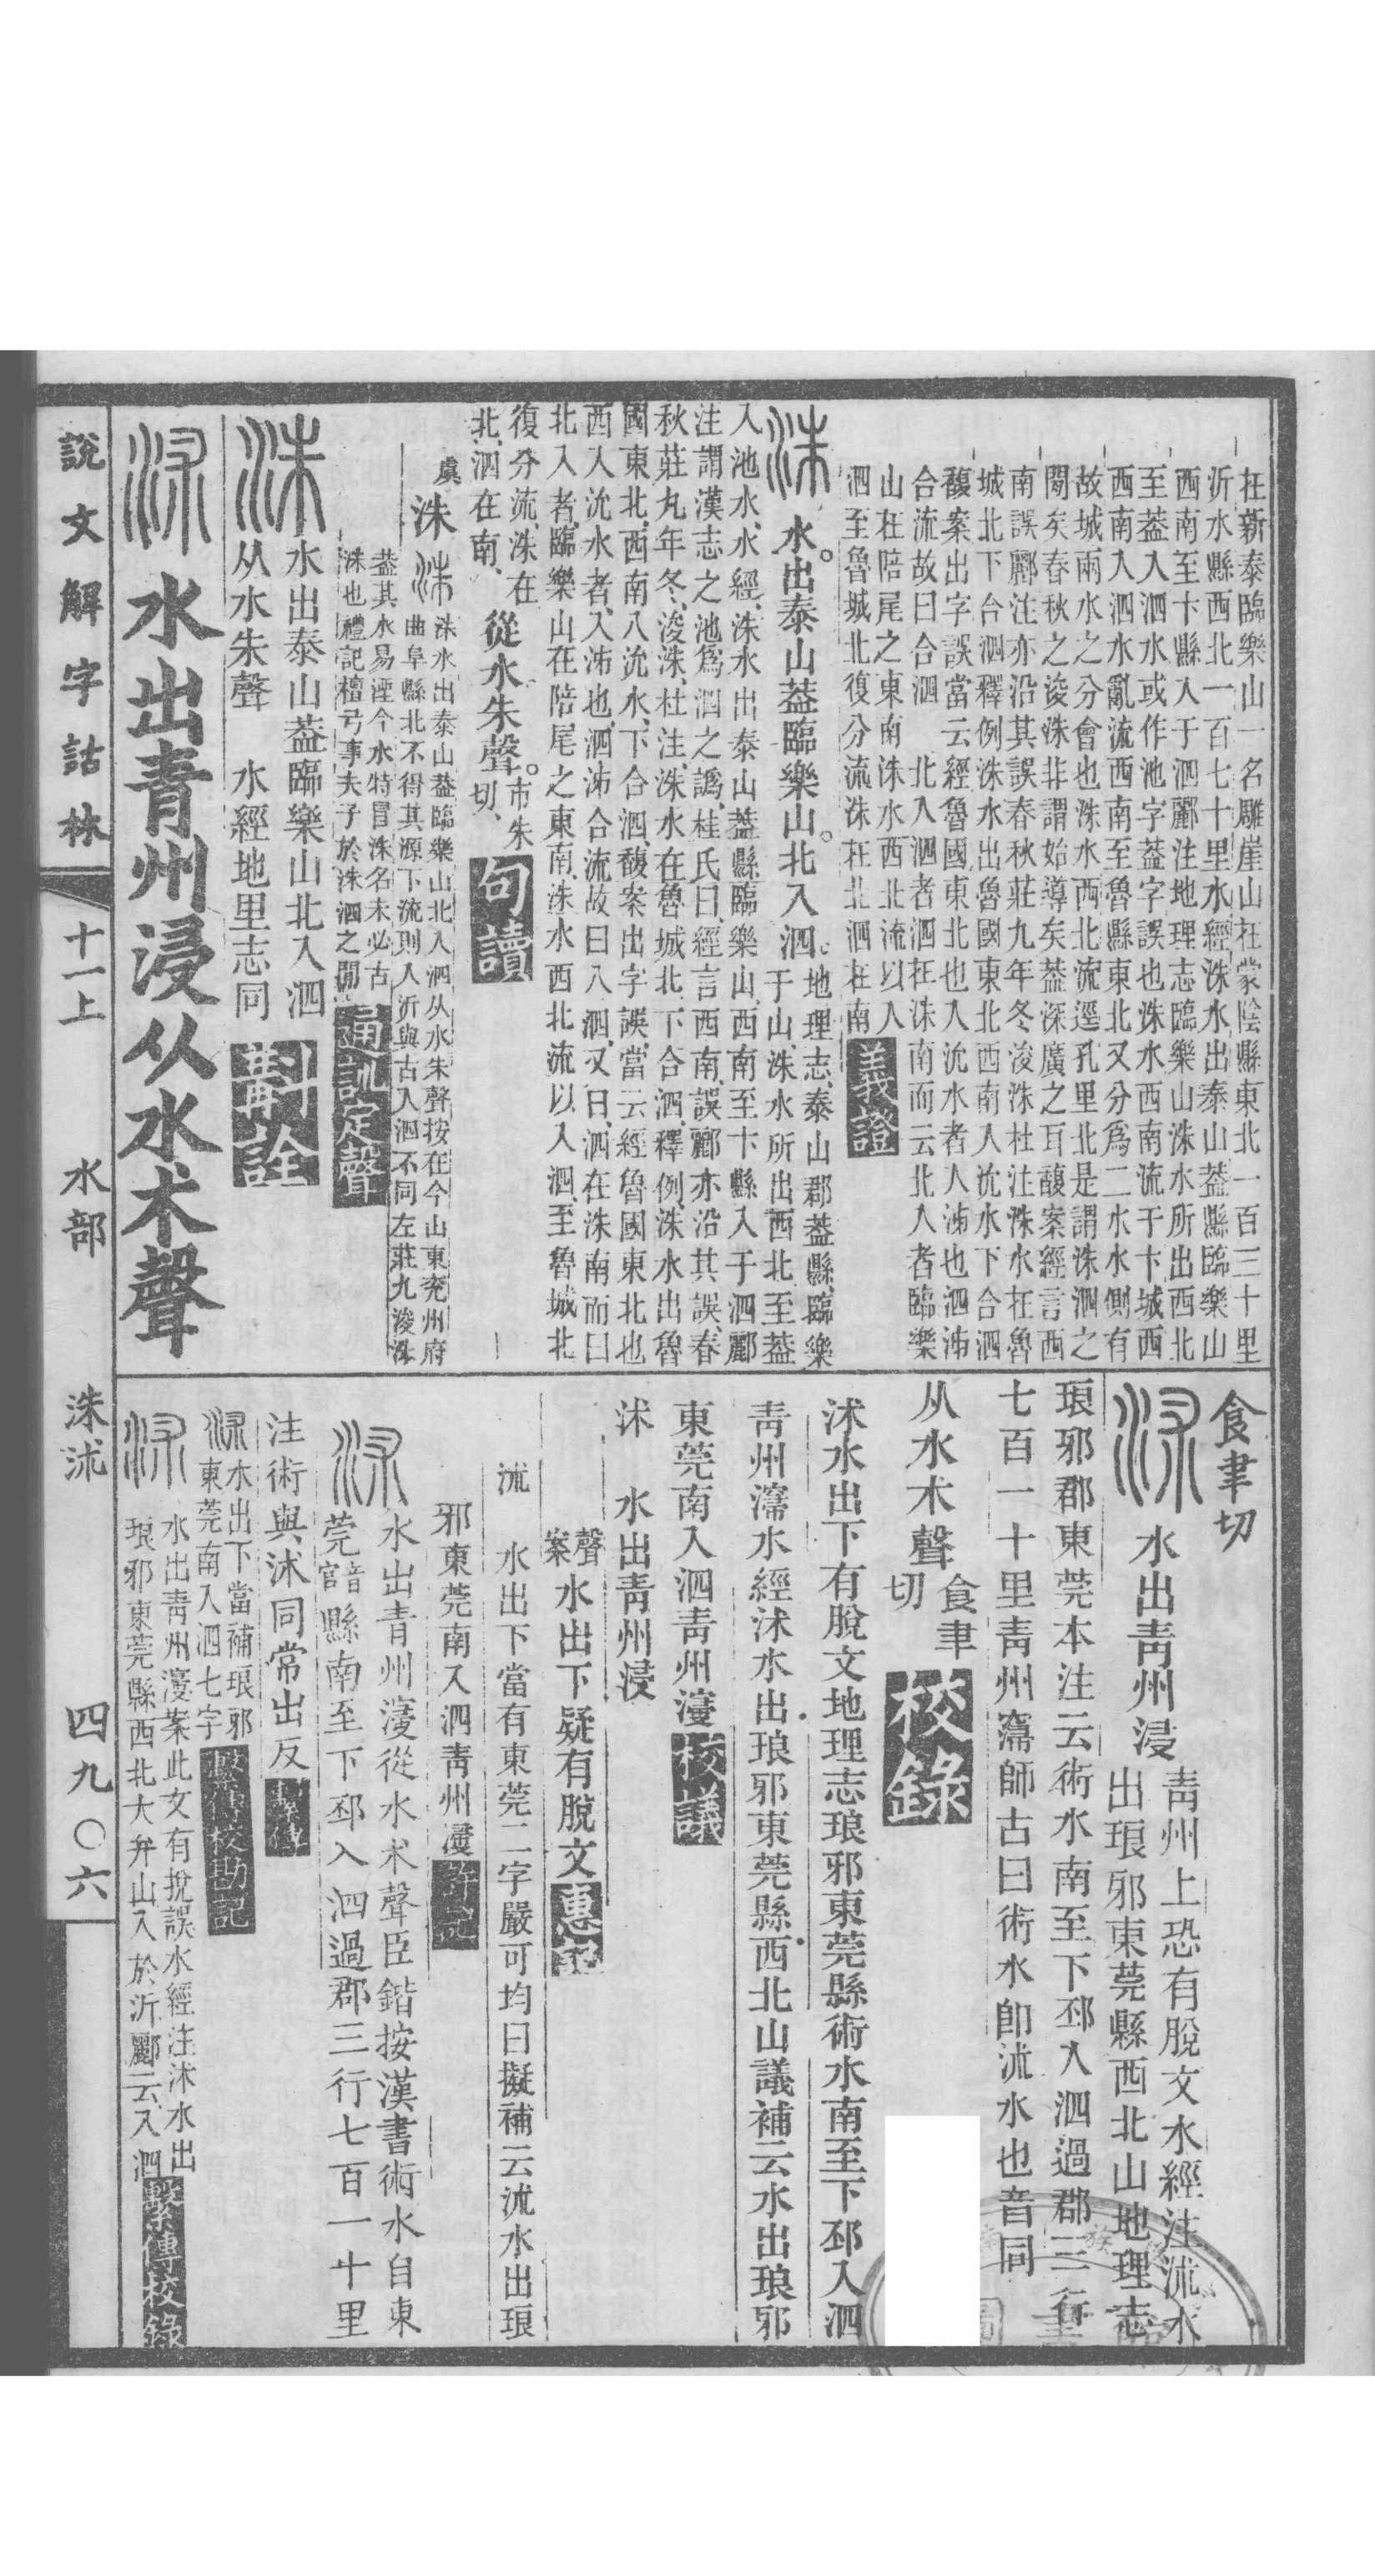 在新泰臨樂山一名雕崖山在蒙陰縣東北一百三十里
沂水縣西北一百七十里水經洙水出泰山葢縣臨樂山
西南至卞縣入于泗酈注地理志臨樂山洙水所出西北
至葢入泗水或作池字葢字誤也洙水西南流于卞城西
西南入泗水亂流西南至魯縣東北又分爲二水水側有
故城兩水之分會也洙水西北流逕孔里北是謂洙泗之
閒矣春秋之浚洙非謂始導矣葢深廣之耳馥案經言西
南誤酈注亦沿其誤春秋莊九年冬浚洙杜注洙水在魯
城北下合泗釋例洙水出魯國東北西南入沇水下合泗
馥案出字誤當云經魯國東北也入沇水者入沛也泗沛
合流故曰合泗 北入泗者泗在洙南而云北入者臨樂
山在陪尾之東南洙水西北流以入
泗至魯城北復分流洙在北泗在南 義證
洙 水。出泰山葢臨樂山。北入泗。地理志、泰山郡葢縣、臨樂
于山、洙水所出西北至葢
入池水、水經、洙水出泰山葢縣臨樂山、西南至卞縣入于泗酈
注謂漢志之池爲泗之譌、桂氏曰、經言西南、誤酈亦沿其誤、春
秋莊九年冬、浚洙、杜注、洙水在魯城北、下合泗、釋例、洙水出魯
國東北、西南入沇水、下合泗、馥案出字誤、當云經魯國東北也
西入沇水者、入沛也、泗沛合流故曰入泗、又曰、泗在洙南而曰
北入者、臨樂山在陪尾之東南、洙水西北流以入泗、至魯城北
復分流、洙在
北、泗在南、 從水朱聲。市朱切、 句讀
虞 洙 洙水出泰山葢臨樂山北入泗从水朱聲按在今山東兖州府
曲阜縣北不得其源下流則入沂與古入泗不同左莊九浚洙
葢其水易湮今水特冒洙名未必古
洙也禮記檀弓事夫子於洙泗之閒 通訓定聲
洙 水出泰山葢臨樂山北入泗
从水朱聲 水經地里志同 斠詮
沭 水出青州浸从水朮聲
食聿切
沭 水出青州浸 青州上恐有脫文水經注沭水
出琅邪東莞縣西北山地理志
琅邪郡東莞本注云術水南至下邳入泗過郡三行
七百一十里青州㵫師古曰術水卽沭水也音同
从水朮聲 食聿切 校錄
沭水出下有脫文地理志琅邪東莞縣術水南至下邳入泗
青州㵫水經沭水出琅邪東莞縣西北山議補云水出琅邪
東莞南入泗青州濅 校議
沭 水出青州浸
聲案水出下疑有脫文 惠記
沭 水出下當有東莞二字嚴可均曰擬補云沭水出琅
邪東莞南入泗青州濅 許記
沭 水出青州濅從水朮聲臣鍇按漢書術水自東
莞音官縣南至下邳入泗過郡三行七百一十里
注術與沭同常出反 繫傳
沭 水出下當補琅邪
東莞南入泗七字 繫傳校勘記
沭 水出青州濅案此文有挩誤水經注沭水出
琅邪東莞縣西北大弁山入於沂酈云入泗 繫傳校錄
說文解字詁林 十一上 水部 洙沭 四九〇六